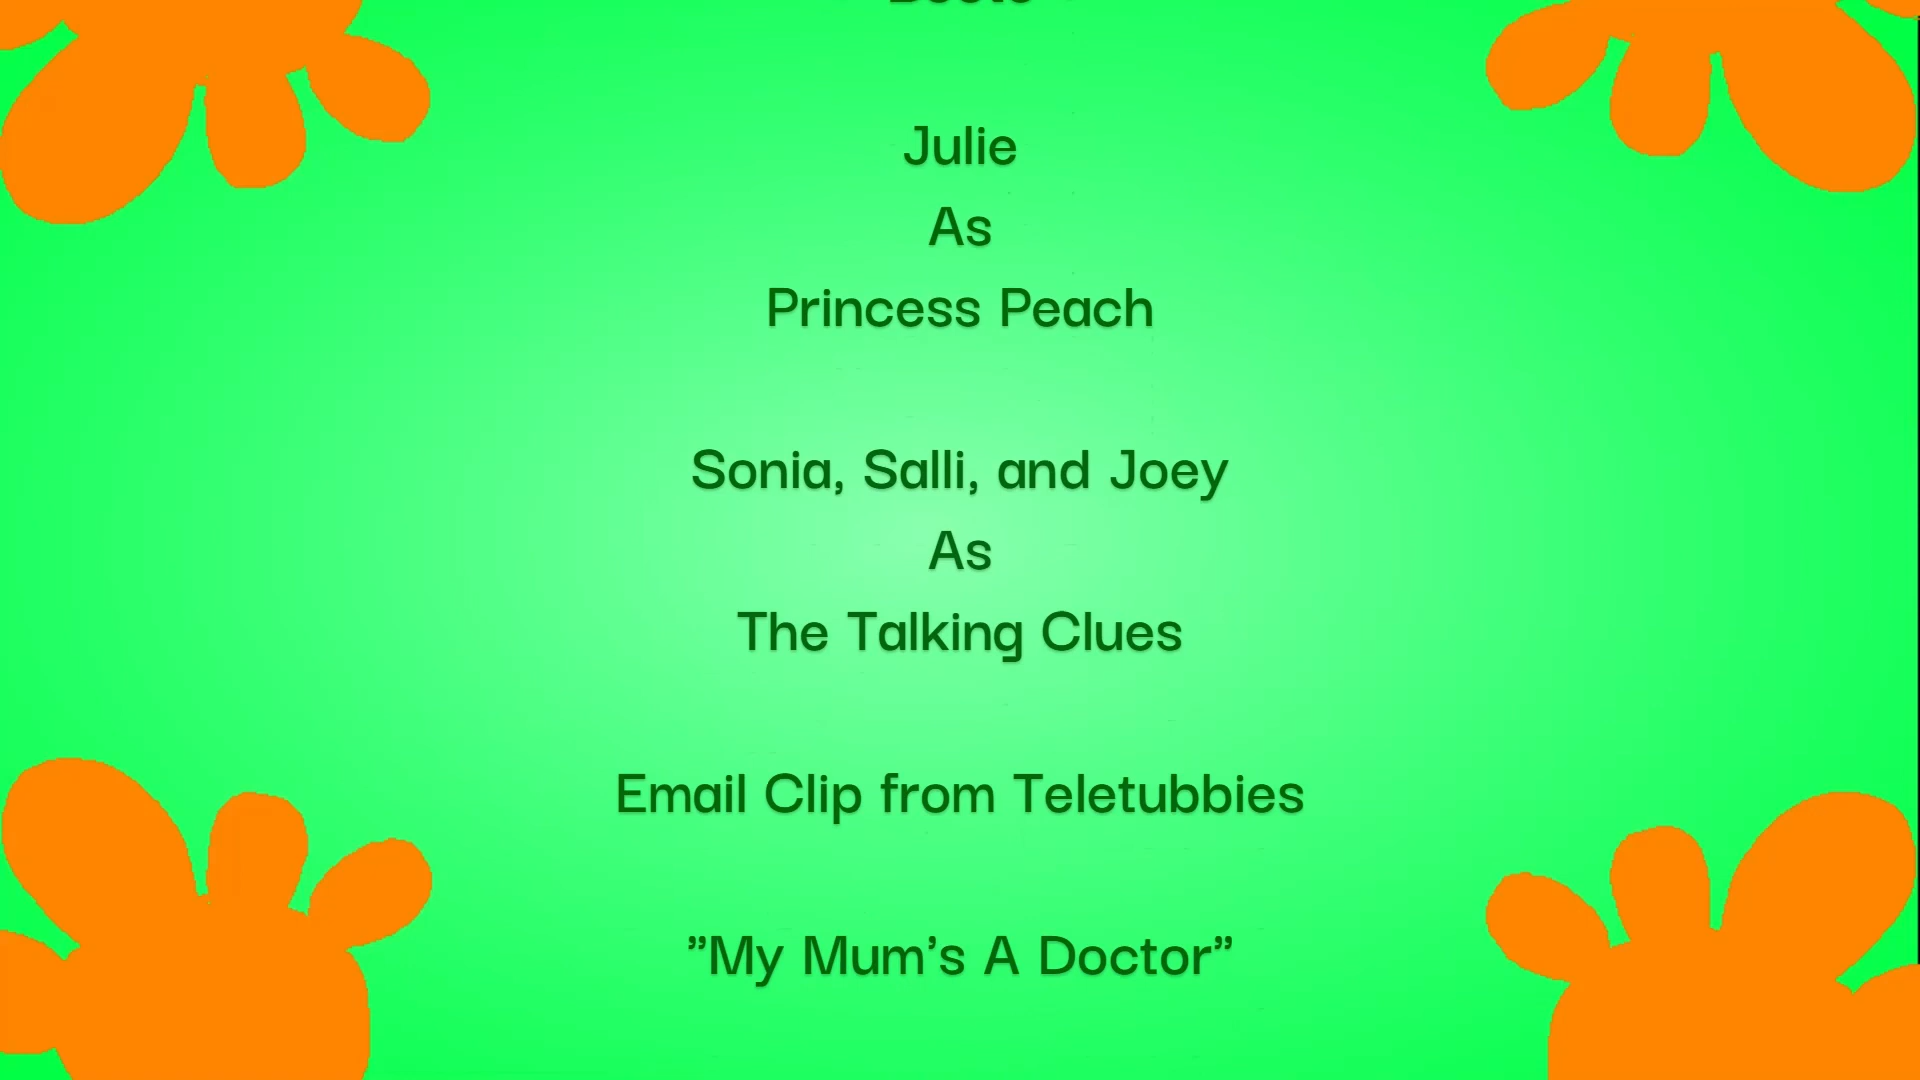 Julie
As
Princess Peach
Sonia, Salli, and Joey
As
The Talking Clues
Email Clip from Teletubbies
"My Mum's A Doctor"